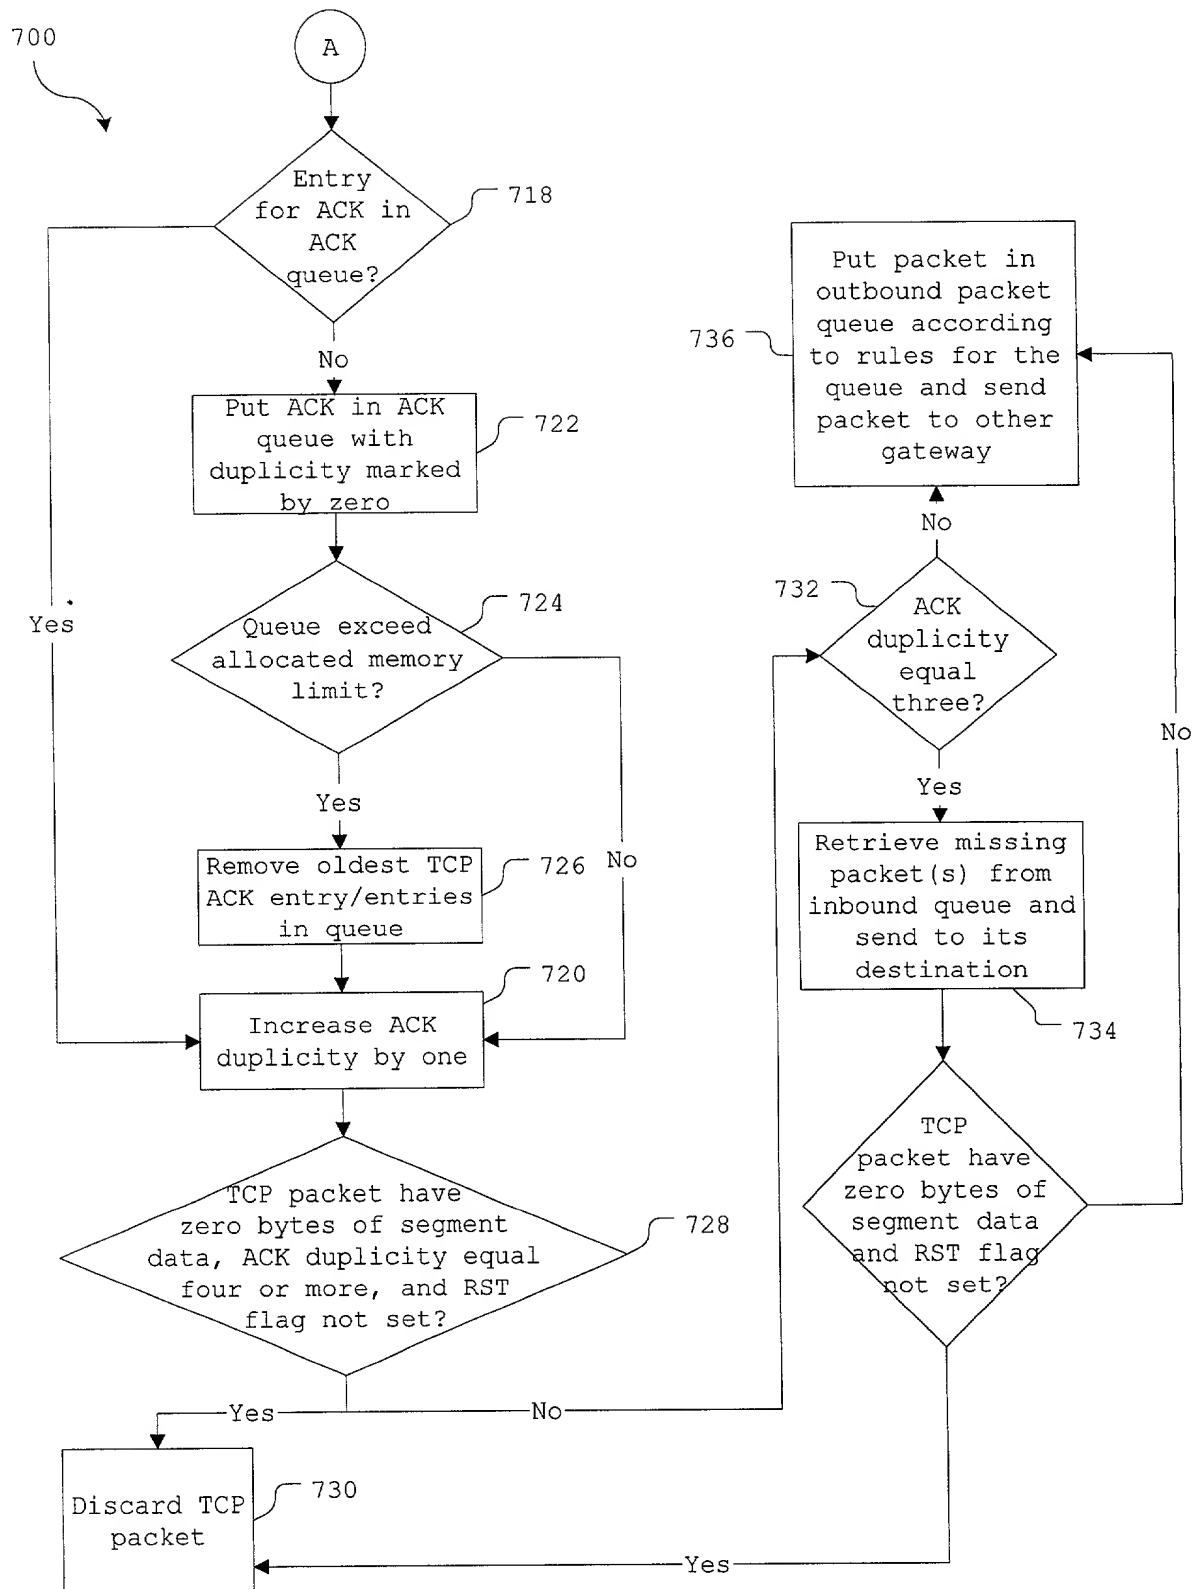 700
A
Entry
for ACK in
ACK
queue?
718
No
Put ACK in ACK
queue with
duplicity marked
by zero
722
Yes
Queue exceed
allocated memory
limit?
724
Yes
No
Remove oldest TCP
ACK entry/entries
in queue
726
Increase ACK
duplicity by one
720
TCP packet have
zero bytes of segment
data, ACK duplicity equal
four or more, and RST
flag not set?
728
Yes
No
Discard TCP
packet
730
Put packet in
outbound packet
queue according
to rules for the
queue and send
packet to other
gateway
736
No
ACK
duplicity
equal
three?
732
Yes
Retrieve missing
packet(s) from
inbound queue and
send to its
destination
734
No
TCP
packet have
zero bytes of
segment data
and RST flag
not set?
Yes